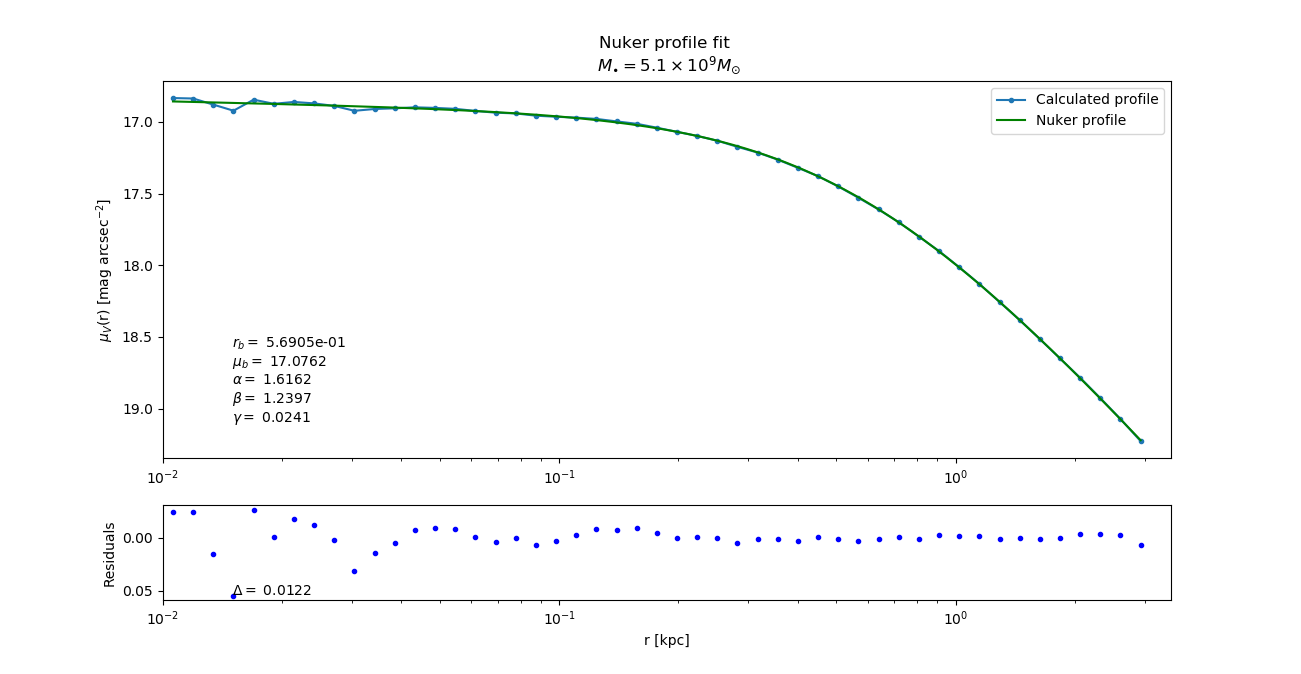 Nuker profile fit
M• = 5.1 × 10⁹M⊙
Calculated profile
Nuker profile
μV(r) [mag arcsec⁻²]
17.0
17.5
18.0
18.5
19.0
rb = 5.6905e-01
μb = 17.0762
α = 1.6162
β = 1.2397
γ = 0.0241
10⁻² 10⁻¹ 10⁰
Residuals
0.00
0.05
Δ = 0.0122
10⁻² 10⁻¹ 10⁰
r [kpc]